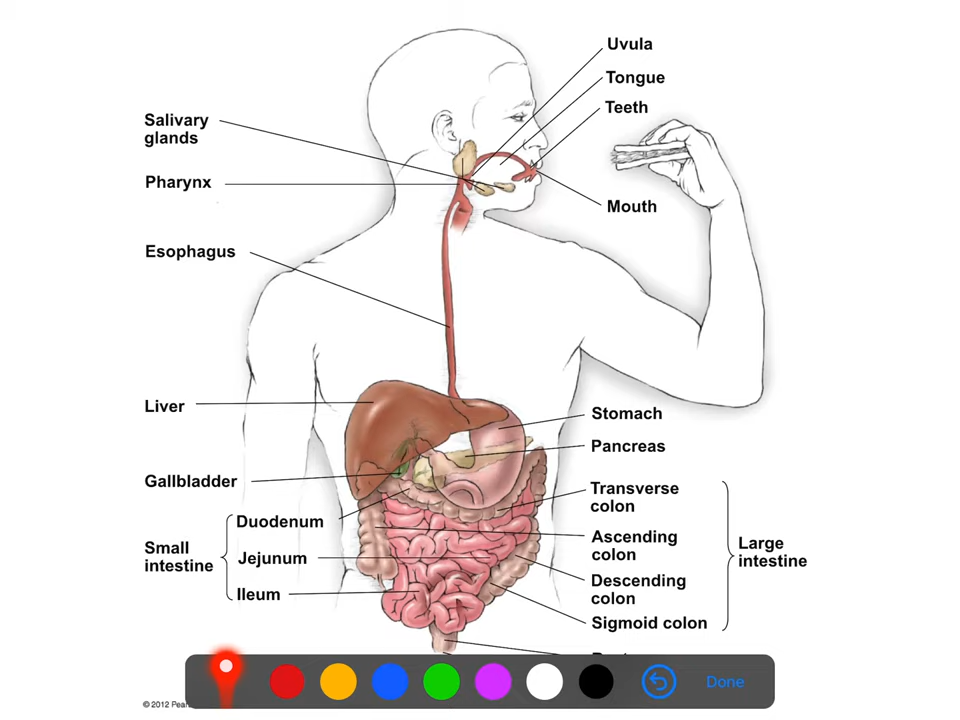 Uvula
Tongue
Teeth
Salivary
glands
Pharynx
Mouth
Esophagus
Liver
Stomach
Pancreas
Gallbladder
Transverse
colon
Duodenum
Small
intestine
Jejunum
Ileum
Ascending
colon
Large
intestine
Descending
colon
Sigmoid colon
Done
© 2012